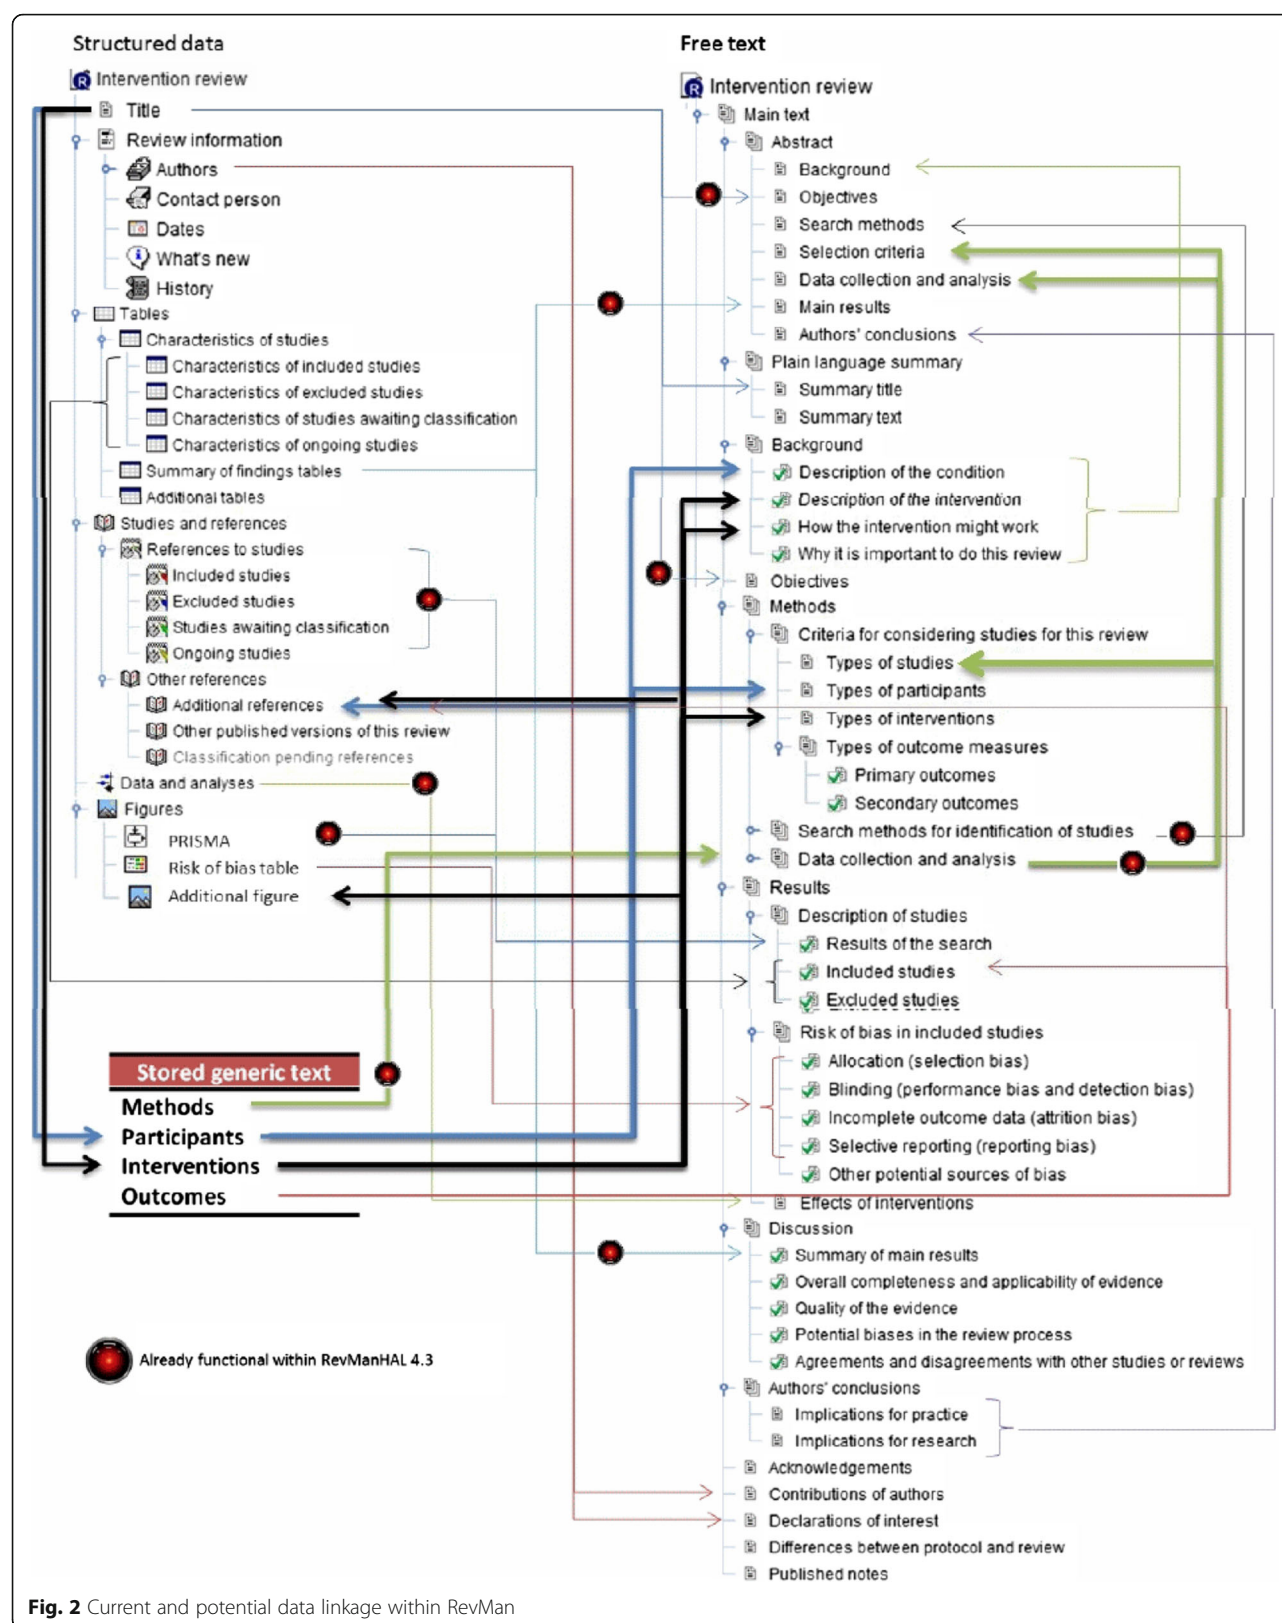 Structured data
Intervention review
Title
Review information
Authors
Contact person
Dates
What's new
History
Tables
Characteristics of studies
Characteristics of included studies
Characteristics of excluded studies
Characteristics of studies awaiting classification
Characteristics of ongoing studies
Summary of findings tables
Additional tables
Studies and references
References to studies
Included studies
Excluded studies
Studies awaiting classification
Ongoing studies
Other references
Additional references
Other published versions of this review
Classification pending references
Data and analyses
Figures
PRISMA
Risk of bias table
Additional figure
Stored generic text
Methods
Participants
Interventions
Outcomes
Already functional within RevManHAL 4.3
Free text
Intervention review
Main text
Abstract
Background
Objectives
Search methods
Selection criteria
Data collection and analysis
Main results
Authors' conclusions
Plain language summary
Summary title
Summary text
Background
Description of the condition
Description of the intervention
How the intervention might work
Why it is important to do this review
Objectives
Methods
Criteria for considering studies for this review
Types of studies
Types of participants
Types of interventions
Types of outcome measures
Primary outcomes
Secondary outcomes
Search methods for identification of studies
Data collection and analysis
Results
Description of studies
Results of the search
Included studies
Excluded studies
Risk of bias in included studies
Allocation (selection bias)
Blinding (performance bias and detection bias)
Incomplete outcome data (attrition bias)
Selective reporting (reporting bias)
Other potential sources of bias
Effects of interventions
Discussion
Summary of main results
Overall completeness and applicability of evidence
Quality of the evidence
Potential biases in the review process
Agreements and disagreements with other studies or reviews
Authors' conclusions
Implications for practice
Implications for research
Acknowledgements
Contributions of authors
Declarations of interest
Differences between protocol and review
Published notes
Fig. 2 Current and potential data linkage within RevMan